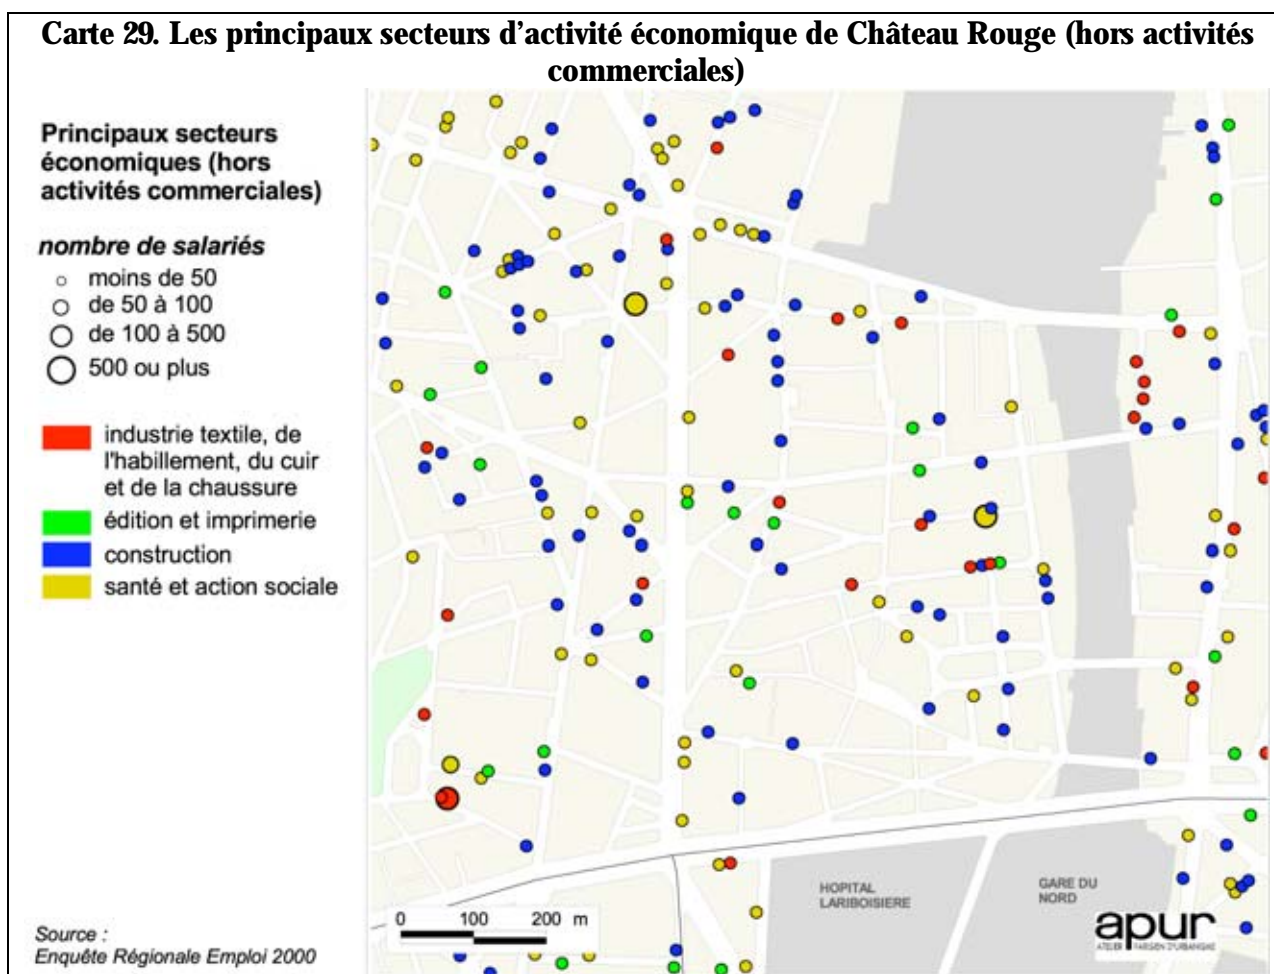 Carte 29. Les principaux secteurs d’activité économique de Château Rouge (hors activités
commerciales)
Principaux secteurs
économiques (hors
activités commerciales)
nombre de salariés
moins de 50
de 50 à 100
de 100 à 500
500 ou plus
industrie textile, de
l'habillement, du cuir
et de la chaussure
édition et imprimerie
construction
santé et action sociale
HOPITAL
LARIBOISIERE
GARE DU
NORD
0 100 200 m
apur
ATELIER PARISIEN D'URBANISME
Source :
Enquête Régionale Emploi 2000